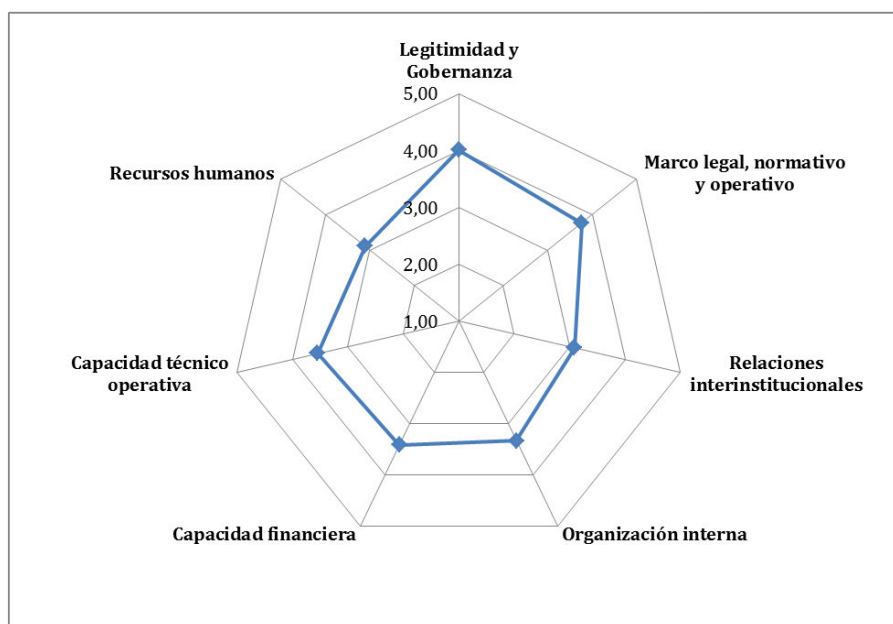 Legitimidad y
Gobernanza
5,00
4,00
3,00
2,00
1,00
Marco legal, normativo
y operativo
Relaciones
interinstitucionales
Organización interna
Capacidad financiera
Capacidad técnico
operativa
Recursos humanos